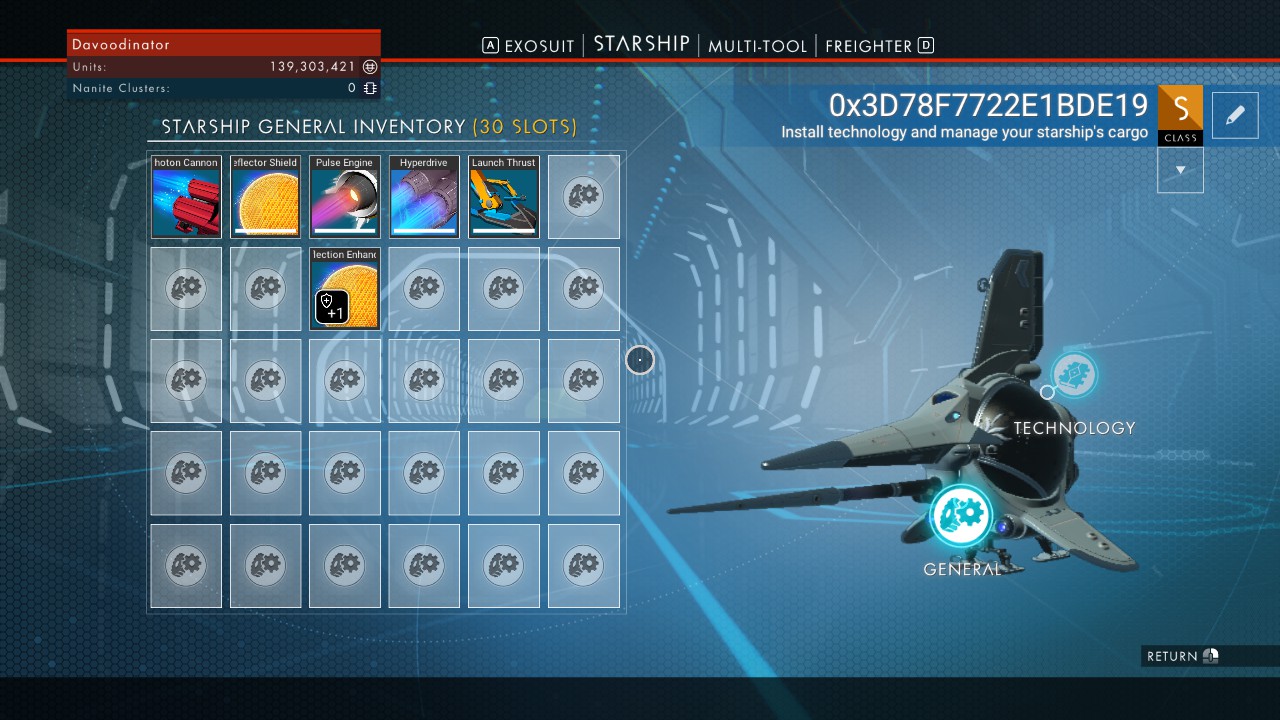 Davoodinator
Units: 139,303,421
Nanite Clusters: 0
A EXOSUIT STARSHIP MULTI-TOOL FREIGHTER D
0x3D78F7722E1BDE19
Install technology and manage your starship's cargo
S
CLASS
STARSHIP GENERAL INVENTORY (30 SLOTS)
hoton Cannon eflector Shield Pulse Engine Hyperdrive Launch Thrust
lection Enhanc
+1
TECHNOLOGY
GENERAL
RETURN